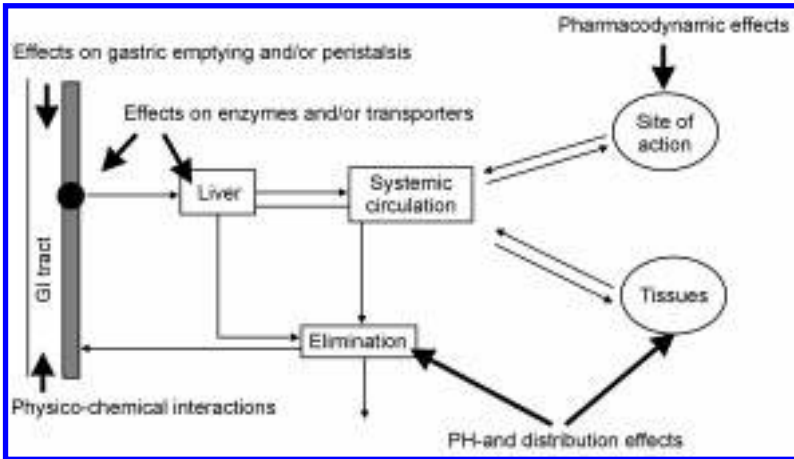 Pharmacodynamic effects
Effects on gastric emptying and/or peristalsis
Effects on enzymes and/or transporters
Site of
action
Liver
Systemic
circulation
GI tract
Tissues
Elimination
Physico-chemical interactions
PH-and distribution effects